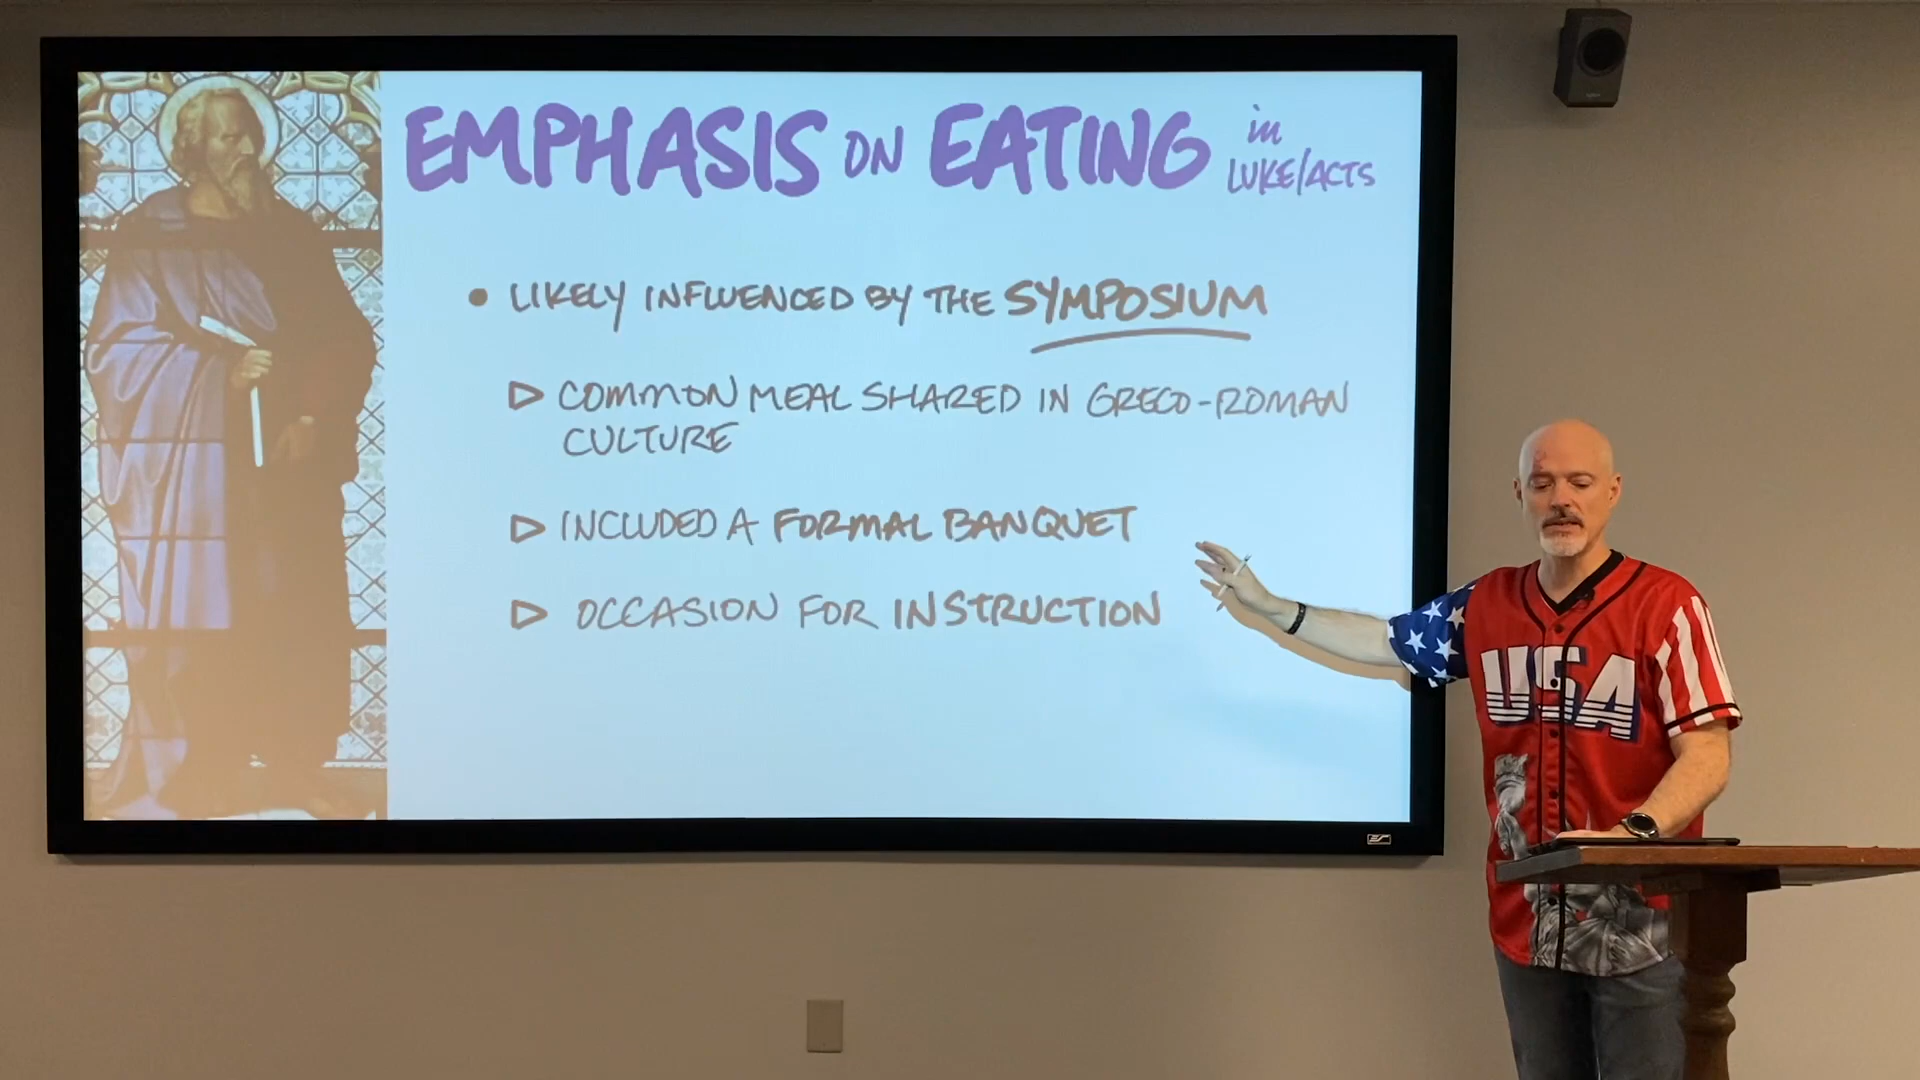 EMPHASIS ON EATING in
LUKE/ACTS
• LIKELY INFLUENCED BY THE SYMPOSIUM
▷ COMMON MEAL SHARED IN GRECO-ROMAN
CULTURE
▷ INCLUDED A FORMAL BANQUET
▷ OCCASION FOR INSTRUCTION
USA
ES